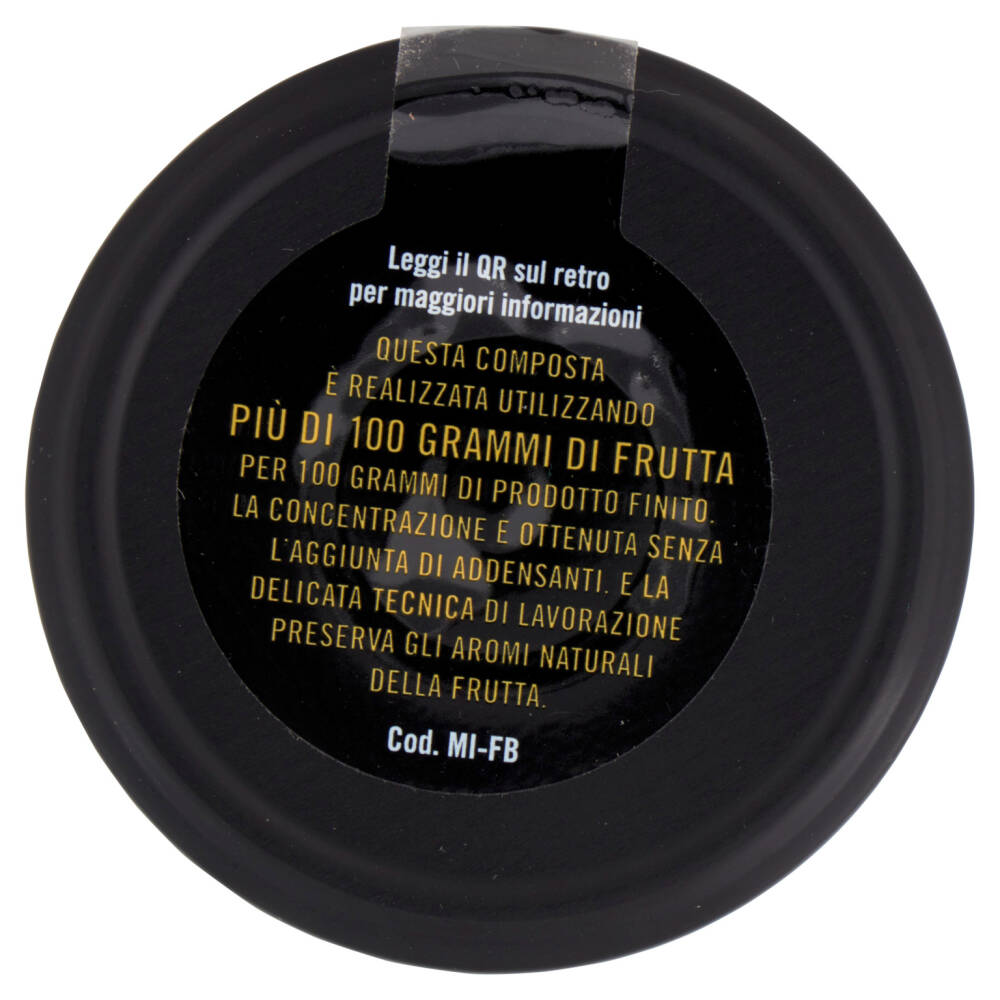 Leggi il QR sul retro
per maggiori informazioni
QUESTA COMPOSTA
È REALIZZATA UTILIZZANDO
PIÙ DI 100 GRAMMI DI FRUTTA
PER 100 GRAMMI DI PRODOTTO FINITO.
LA CONCENTRAZIONE E OTTENUTA SENZA
L'AGGIUNTA DI ADDENSANTI. E LA
DELICATA TECNICA DI LAVORAZIONE
PRESERVA GLI AROMI NATURALI
DELLA FRUTTA.
Cod. MI-FB